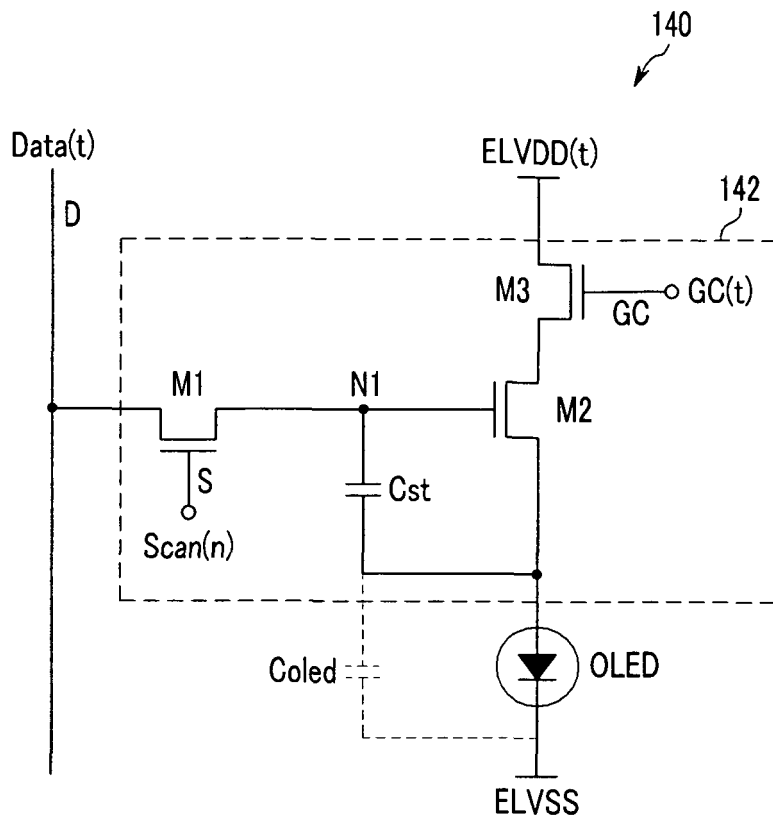 140
Data(t)
ELVDD(t)
D
142
M3
GC
GC(t)
M1
N1
M2
S
Cst
Scan(n)
Coled
OLED
ELVSS